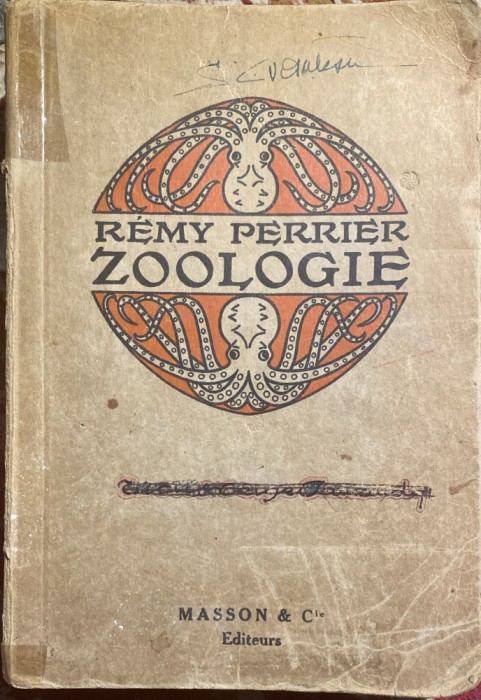 RÉMY PERRIER
ZOOLOGIE
MASSON & Cie
Editeurs